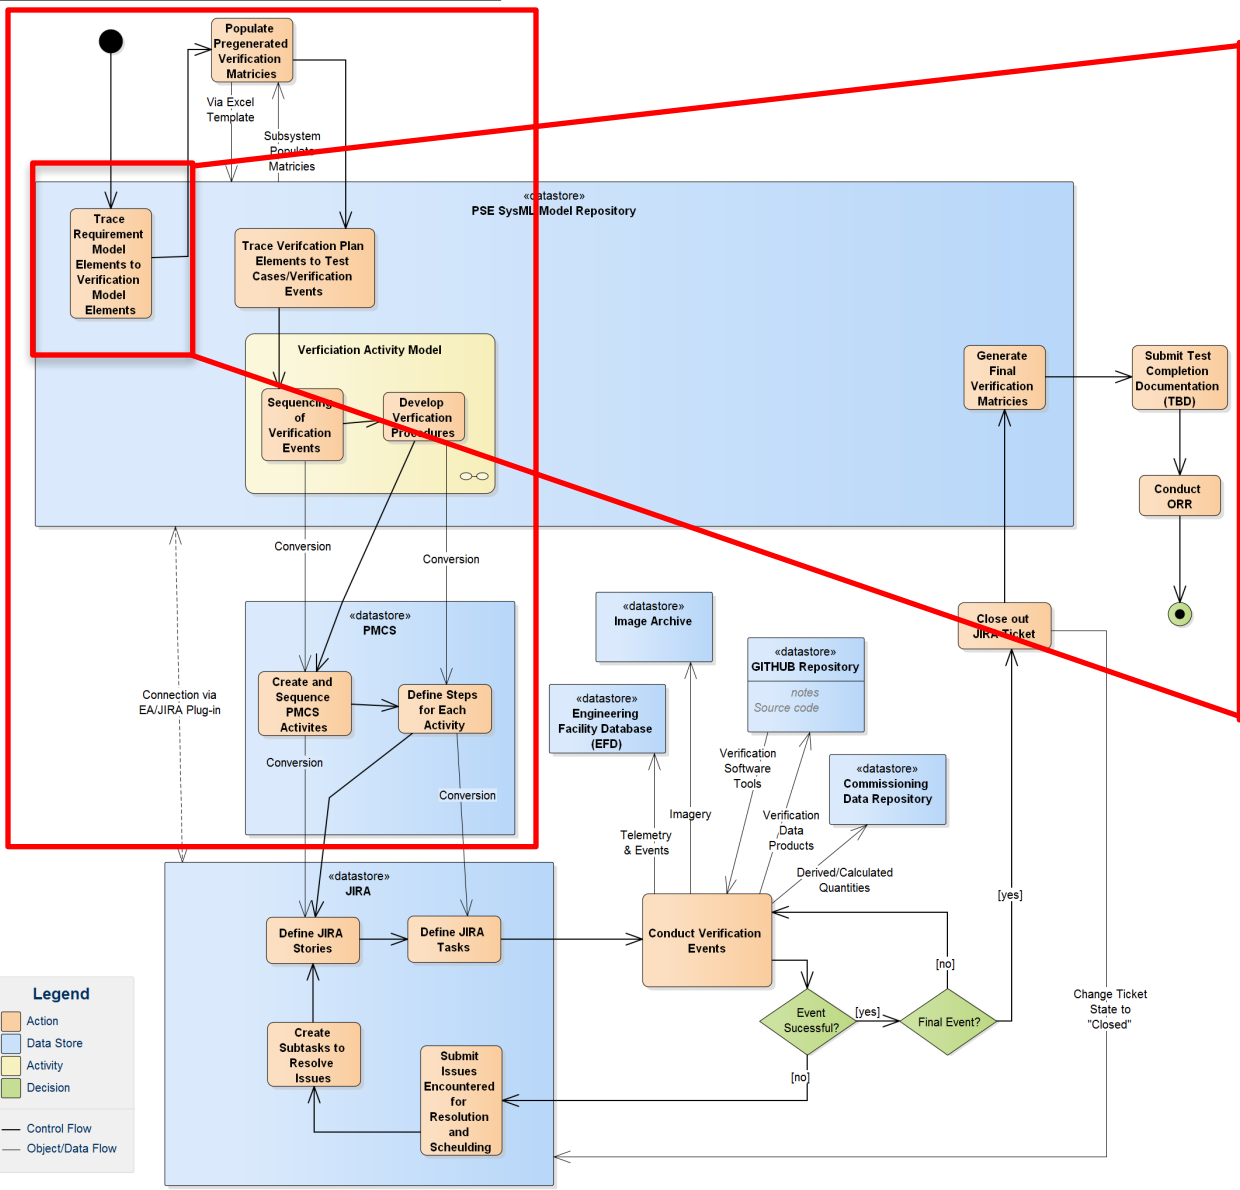 Populate
Pregenerated
Verification
Matricies
Via Excel
Template
Subsystem
Populate
Matricies
«datastore»
PSE SysML Model Repository
Trace
Requirement
Model
Elements to
Verification
Model
Elements
Trace Verifcation Plan
Elements to Test
Cases/Verification
Events
Verficiation Activity Model
Sequencing
of
Verification
Events
Develop
Verfication
Procedures
Generate
Final
Verification
Matricies
Submit Test
Completion
Documentation
(TBD)
Conduct
ORR
Conversion
Conversion
«datastore»
PMCS
Create and
Sequence
PMCS
Activites
Define Steps
for Each
Activity
Connection via
EA/JIRA Plug-in
Conversion
Conversion
«datastore»
Image Archive
«datastore»
GITHUB Repository
notes
Source code
«datastore»
Engineering
Facility Database
(EFD)
«datastore»
Commissioning
Data Repository
Close out
JIRA Ticket
Verification
Software
Tools
Imagery
Telemetry
& Events
Verification
Data
Products
Derived/Calculated
Quantities
«datastore»
JIRA
Define JIRA
Stories
Define JIRA
Tasks
Conduct Verification
Events
[yes]
[no]
Event
Sucessful?
[yes]
Final Event?
[no]
Change Ticket
State to
"Closed"
Create
Subtasks to
Resolve
Issues
Submit
Issues
Encountered
for
Resolution
and
Scheulding
Legend
Action
Data Store
Activity
Decision
Control Flow
Object/Data Flow